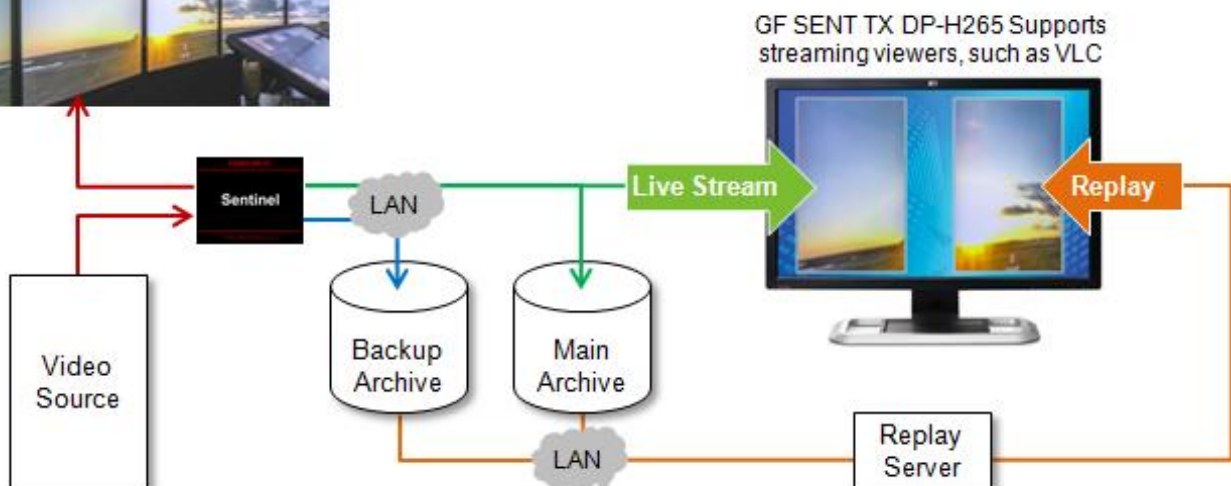 GF SENT TX DP-H265 Supports
streaming viewers, such as VLC
Sentinel
LAN
Live Stream
Replay
Video
Source
Backup
Archive
Main
Archive
LAN
Replay
Server